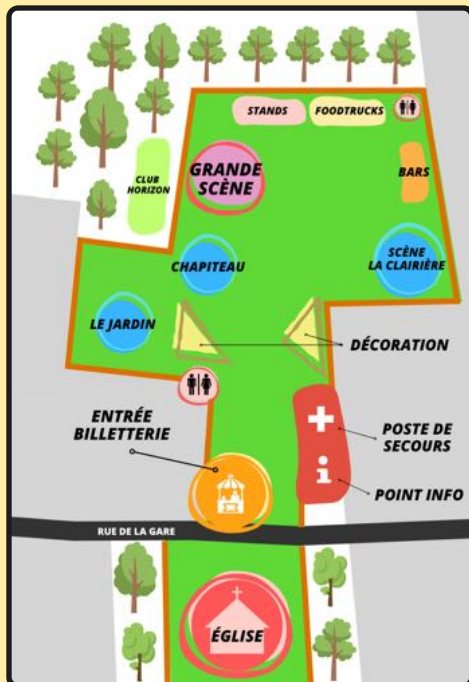 STANDS
FOODTRUCKS
CLUB
HORIZON
GRANDE
SCÈNE
BARS
CHAPITEAU
SCÈNE
LA CLAIRIÈRE
LE JARDIN
DÉCORATION
ENTRÉE
BILLETTERIE
POSTE DE
SECOURS
POINT INFO
RUE DE LA GARE
ÉGLISE